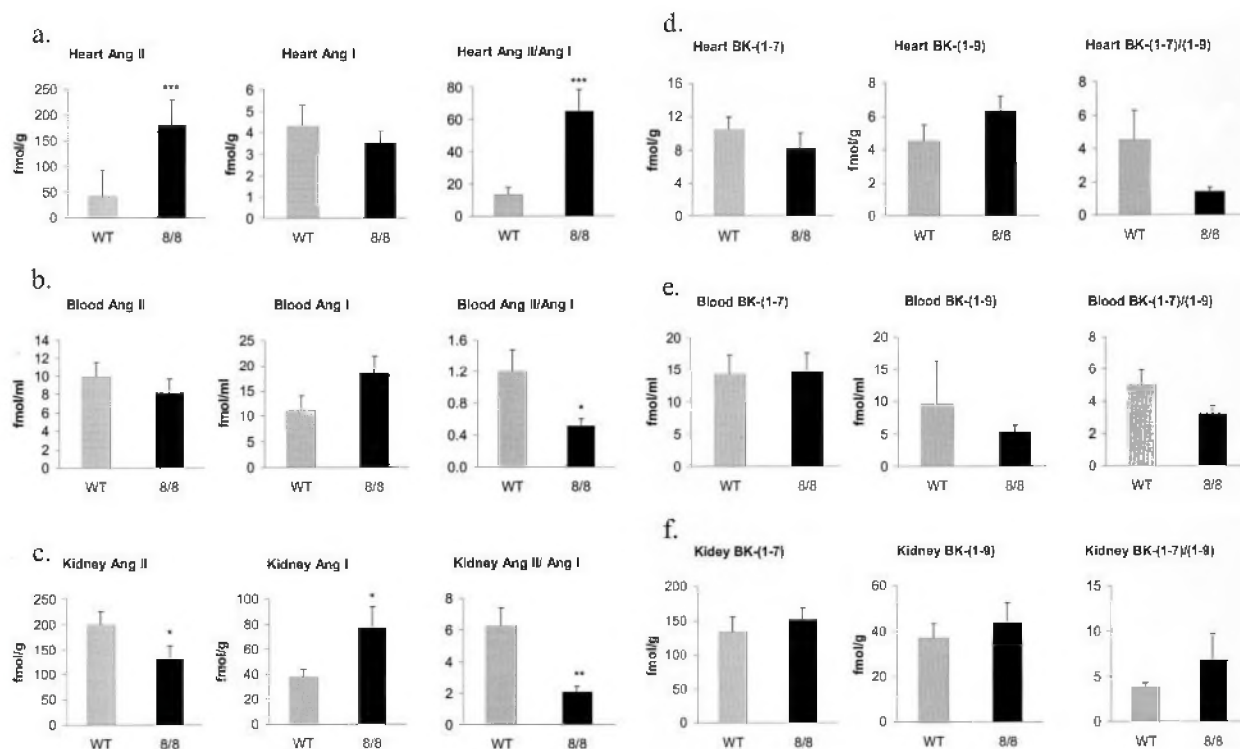 a.
Heart Ang II
fmol/g
250
200
150
100
50
0
***
WT 8/8
Heart Ang I
fmol/g
6
5
4
3
2
1
0
WT 8/8
Heart Ang II/Ang I
80
60
40
20
0
***
WT 8/8
b.
Blood Ang II
fmol/ml
14
12
10
8
6
4
2
0
WT 8/8
Blood Ang I
fmol/ml
25
20
15
10
5
0
WT 8/8
Blood Ang II/Ang I
1.6
1.2
0.8
0.4
0.0
*
WT 8/8
c.
Kidney Ang II
fmol/g
250
200
150
100
50
0
*
WT 8/8
Kidney Ang I
fmol/g
100
80
60
40
20
0
*
WT 8/8
Kidney Ang II/ Ang I
8
6
4
2
0
**
WT 8/8
d.
Heart BK-(1-7)
fmol/g
16
12
8
4
0
WT 8/8
Heart BK-(1-9)
fmol/g
8
6
4
2
0
WT 8/8
Heart BK-(1-7)/(1-9)
8
6
4
2
0
WT 8/8
e.
Blood BK-(1-7)
fmol/ml
20
15
10
5
0
WT 8/8
Blood BK-(1-9)
fmol/ml
20
15
10
5
0
WT 8/8
Blood BK-(1-7)/(1-9)
8
6
4
2
0
WT 8/8
f.
Kidey BK-(1-7)
fmol/g
200
150
100
50
0
WT 8/8
Kidney BK-(1-9)
fmol/g
60
40
20
0
WT 8/8
Kidney BK-(1-7)/(1-9)
15
10
5
0
WT 8/8